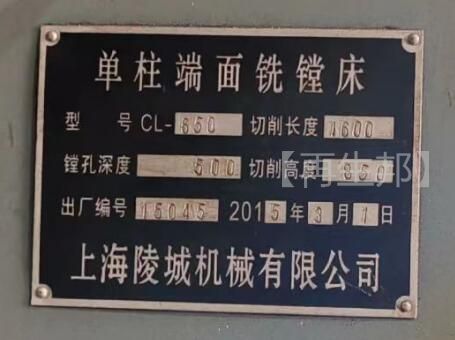 单柱端面铣镗床
型 号 CL-650 切削长度 1600
镗孔深度 500 切削高度 850
出厂编号 15045 2015年3月1日
上海陵城机械有限公司
【再生邦】